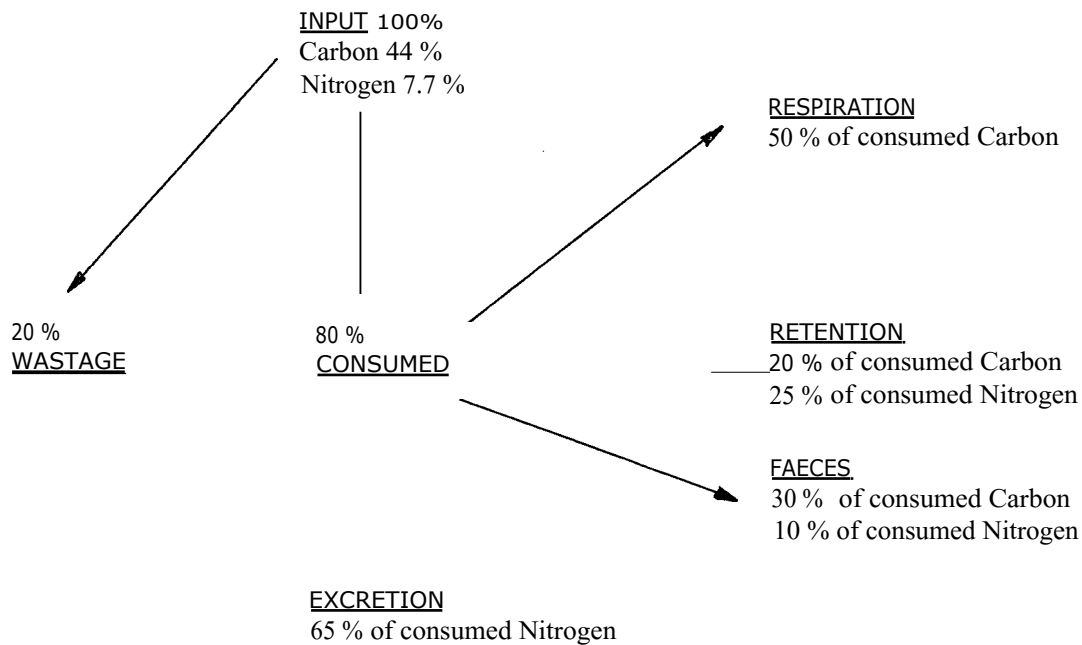 INPUT 100%
Carbon 44 %
Nitrogen 7.7 %
RESPIRATION
50 % of consumed Carbon
20 %
WASTAGE
80 %
CONSUMED
RETENTION
20 % of consumed Carbon
25 % of consumed Nitrogen
FAECES
30 % of consumed Carbon
10 % of consumed Nitrogen
EXCRETION
65 % of consumed Nitrogen